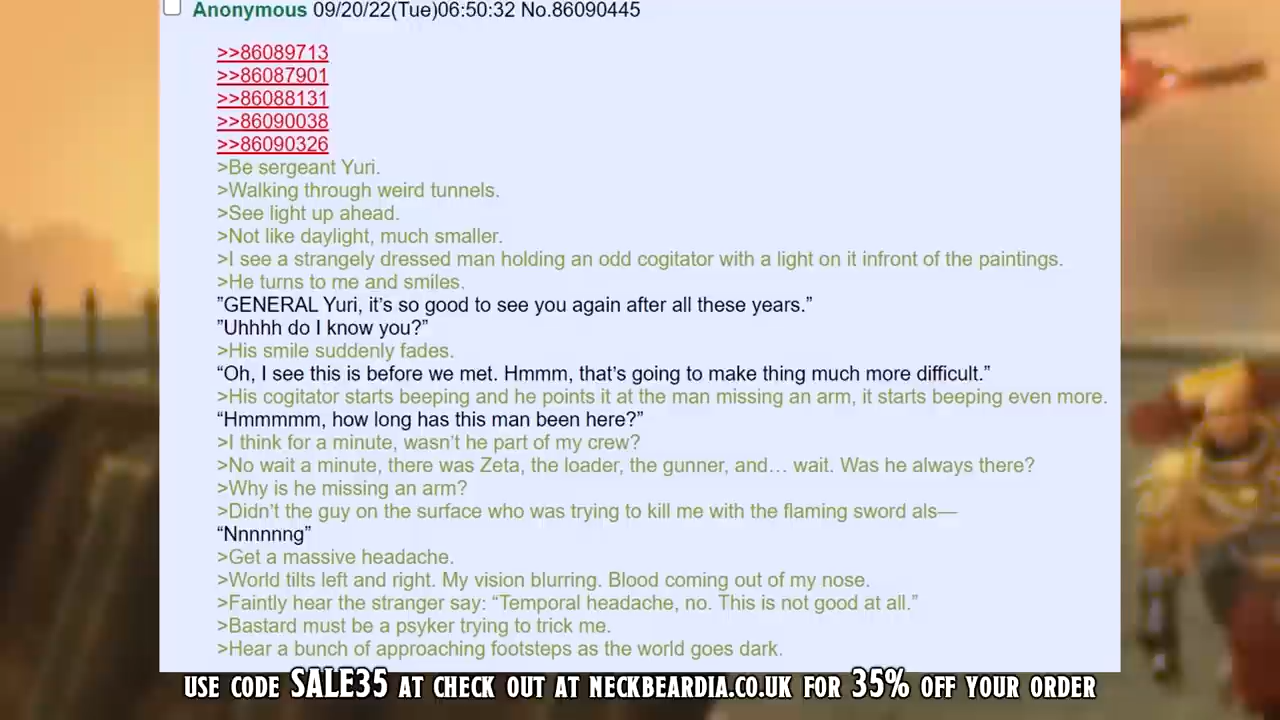 Anonymous 09/20/22(Tue)06:50:32 No.86090445
>>86089713
>>86087901
>>86088131
>>86090038
>>86090326
>Be sergeant Yuri.
>Walking through weird tunnels.
>See light up ahead.
>Not like daylight, much smaller.
>I see a strangely dressed man holding an odd cogitator with a light on it infront of the paintings.
>He turns to me and smiles.
”GENERAL Yuri, it’s so good to see you again after all these years.”
”Uhhhh do I know you?”
>His smile suddenly fades.
“Oh, I see this is before we met. Hmmm, that’s going to make thing much more difficult.”
>His cogitator starts beeping and he points it at the man missing an arm, it starts beeping even more.
“Hmmmmm, how long has this man been here?”
>I think for a minute, wasn’t he part of my crew?
>No wait a minute, there was Zeta, the loader, the gunner, and… wait. Was he always there?
>Why is he missing an arm?
>Didn’t the guy on the surface who was trying to kill me with the flaming sword als—
“Nnnnnng”
>Get a massive headache.
>World tilts left and right. My vision blurring. Blood coming out of my nose.
>Faintly hear the stranger say: “Temporal headache, no. This is not good at all.”
>Bastard must be a psyker trying to trick me.
>Hear a bunch of approaching footsteps as the world goes dark.
USE CODE SALE35 AT CHECK OUT AT NECKBEARDIA.CO.UK FOR 35% OFF YOUR ORDER